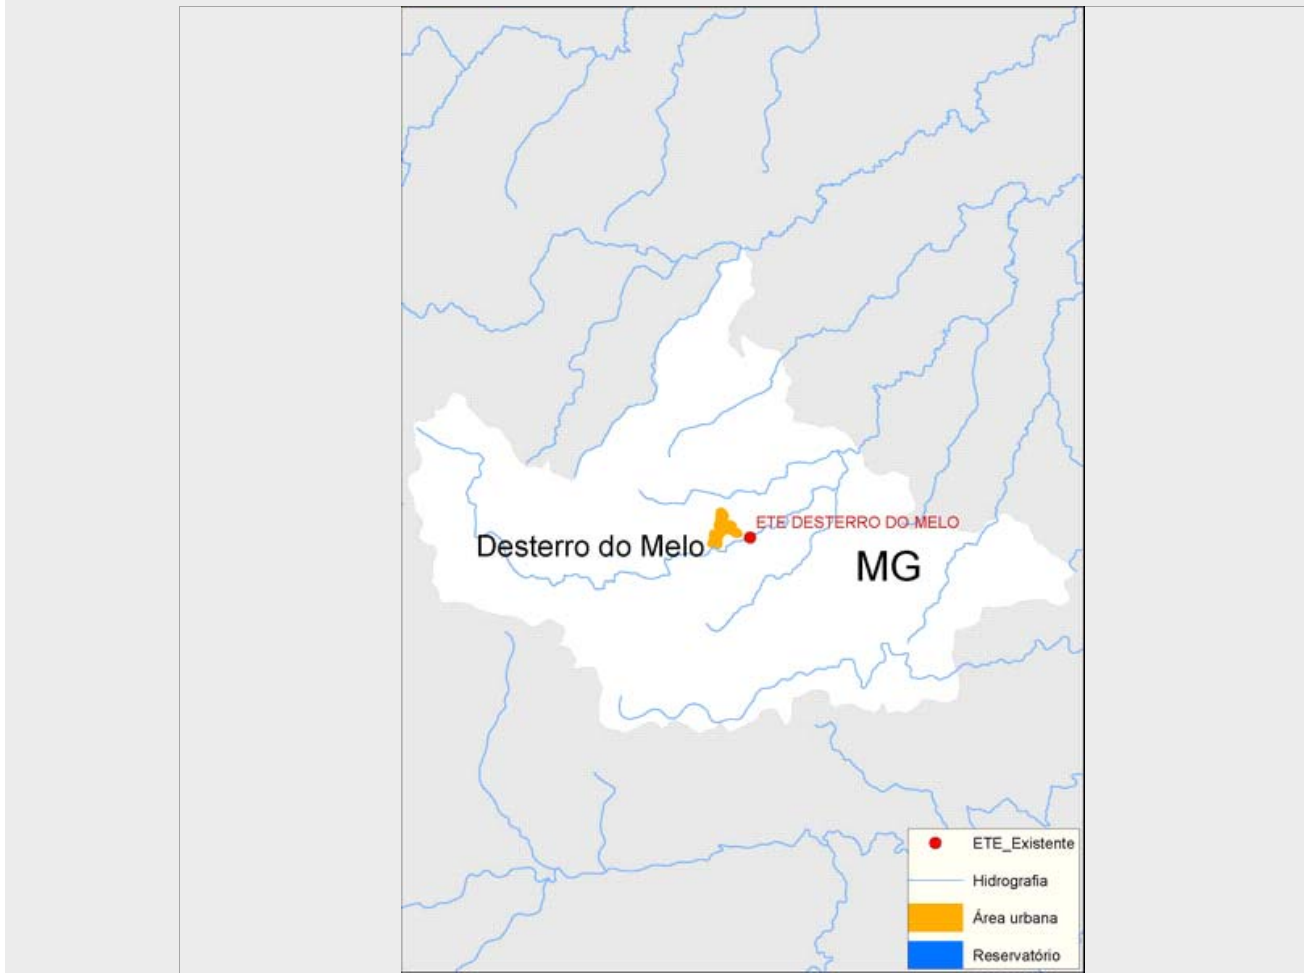 ETE DESTERRO DO MELO
Desterro do Melo
MG
ETE_Existente
Hidrografia
Área urbana
Reservatório